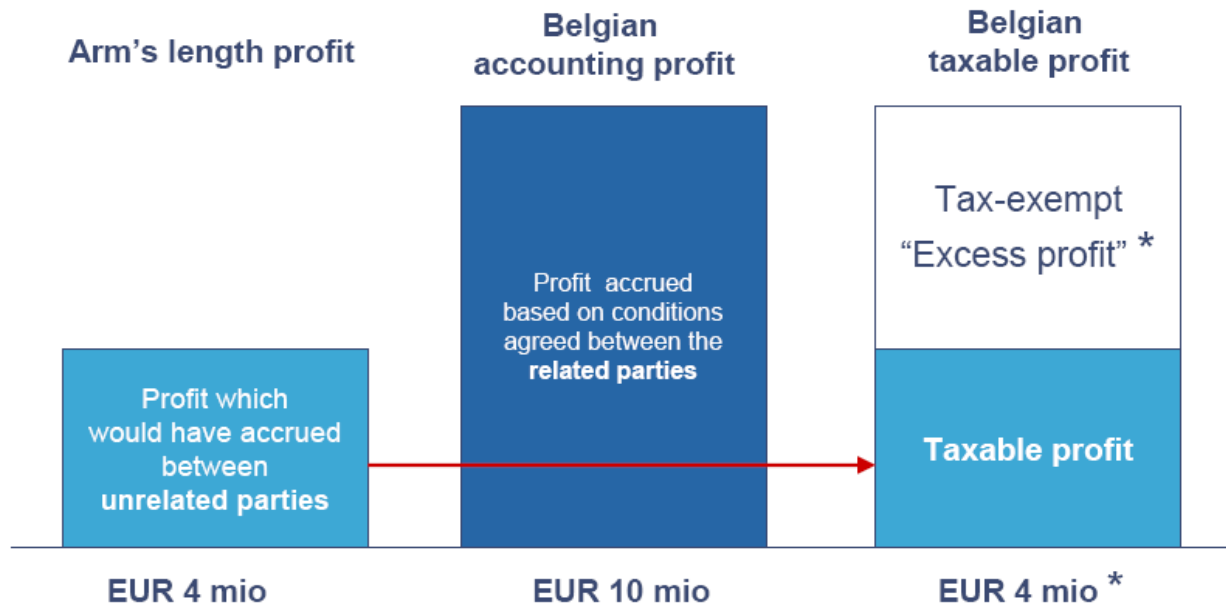 Arm's length profit
Belgian
accounting profit
Belgian
taxable profit
Profit which
would have accrued
between
unrelated parties
Profit accrued
based on conditions
agreed between the
related parties
Tax-exempt
“Excess profit” *
Taxable profit
EUR 4 mio
EUR 10 mio
EUR 4 mio *